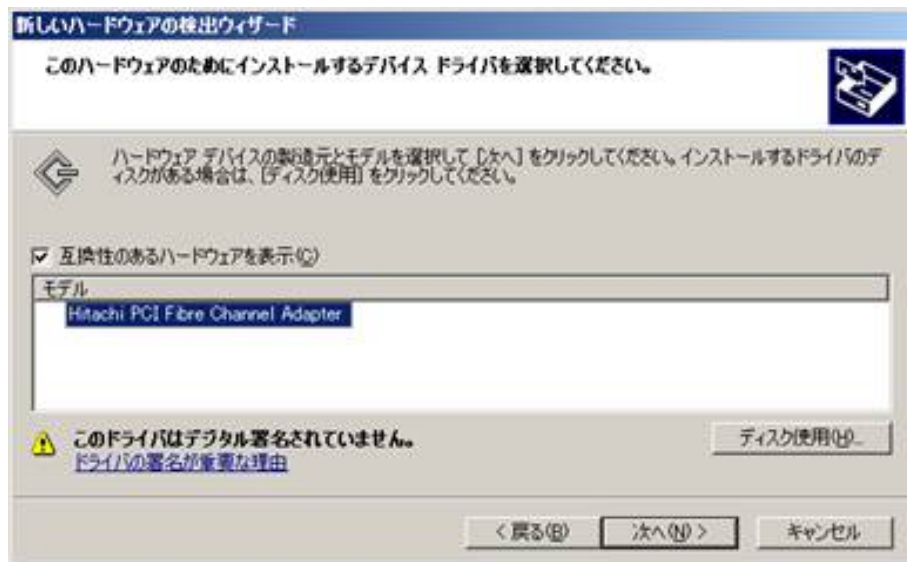 新しいハードウェアの検出ウィザード
このハードウェアのためにインストールするデバイス ドライバを選択してください。
ハードウェア デバイスの製造元とモデルを選択して [次へ] をクリックしてください。インストールするドライバのデ
ィスクがある場合は、[ディスク使用] をクリックしてください。
互換性のあるハードウェアを表示(C)
モデル
Hitachi PCI Fibre Channel Adapter
このドライバはデジタル署名されていません。
ディスク使用(H)...
ドライバの署名が重要な理由
< 戻る(B)
次へ(N) >
キャンセル